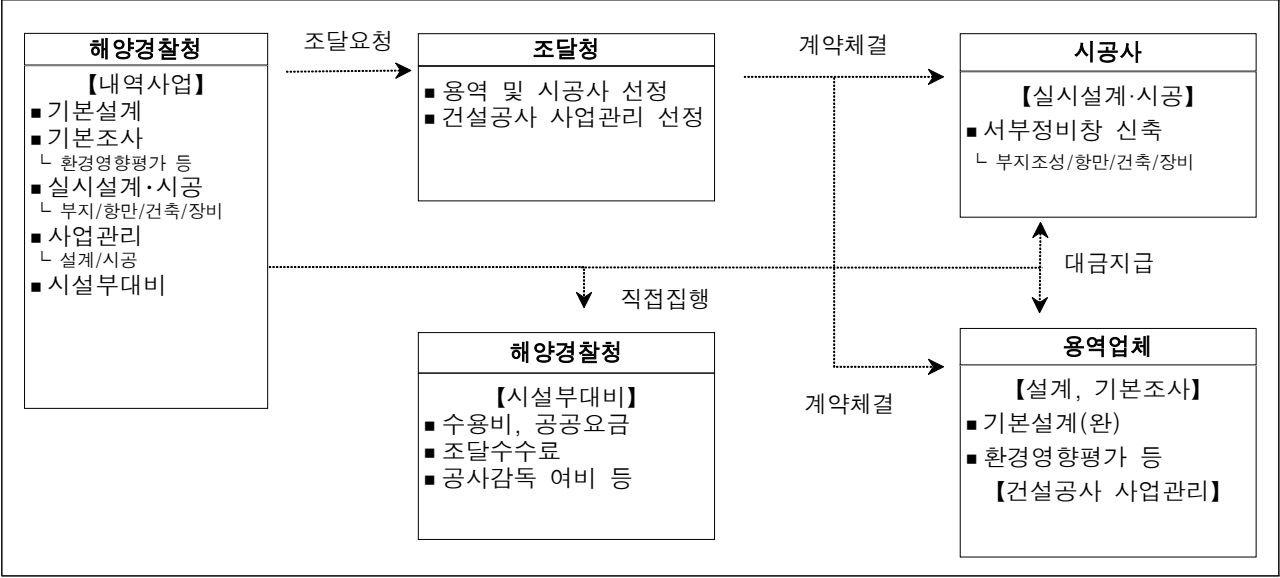 해양경찰청
【내역사업】
■ 기본설계
■ 기본조사
└ 환경영향평가 등
■ 실시설계·시공
└ 부지/항만/건축/장비
■ 사업관리
└ 설계/시공
■ 시설부대비
조달요청
조달청
■ 용역 및 시공사 선정
■ 건설공사 사업관리 선정
계약체결
시공사
【실시설계·시공】
■ 서부정비창 신축
└ 부지조성/항만/건축/장비
대금지급
직접집행
해양경찰청
【시설부대비】
■ 수용비, 공공요금
■ 조달수수료
■ 공사감독 여비 등
계약체결
용역업체
【설계, 기본조사】
■ 기본설계(완)
■ 환경영향평가 등
【건설공사 사업관리】